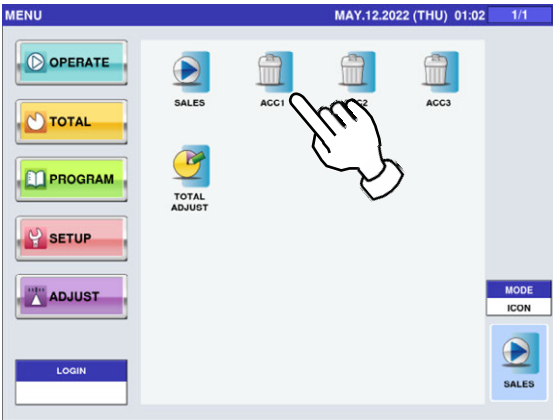 MENU
MAY.12.2022 (THU) 01:02 1/1
OPERATE
TOTAL
PROGRAM
SETUP
ADJUST
LOGIN
SALES
ACC1
ACC3
TOTAL
ADJUST
MODE
ICON
SALES